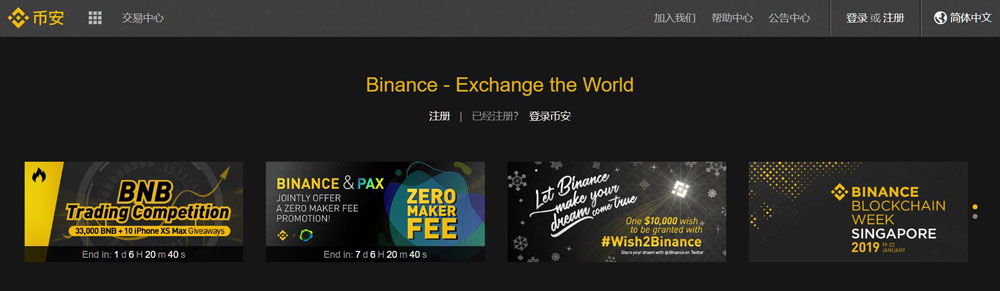 币安 交易中心 加入我们 帮助中心 公告中心 登录 或 注册 简体中文
Binance - Exchange the World
注册 | 已经注册? 登录币安
BNB
Trading Competition
33,000 BNB + 10 iPhone XS Max Giveaways
End in: 1 d 6 H 20 m 40 s
BINANCE & PAX
JOINTLY OFFER
A ZERO MAKER FEE
PROMOTION!
ZERO
MAKER
FEE
End in: 7 d 6 H 20 m 40 s
Let Binance
make your
dream come true
One $10,000 wish
to be granted with
#Wish2Binance
Share your dream with @Binance on Twitter
BINANCE
BLOCKCHAIN
WEEK
SINGAPORE
2019 19-22
JANUARY